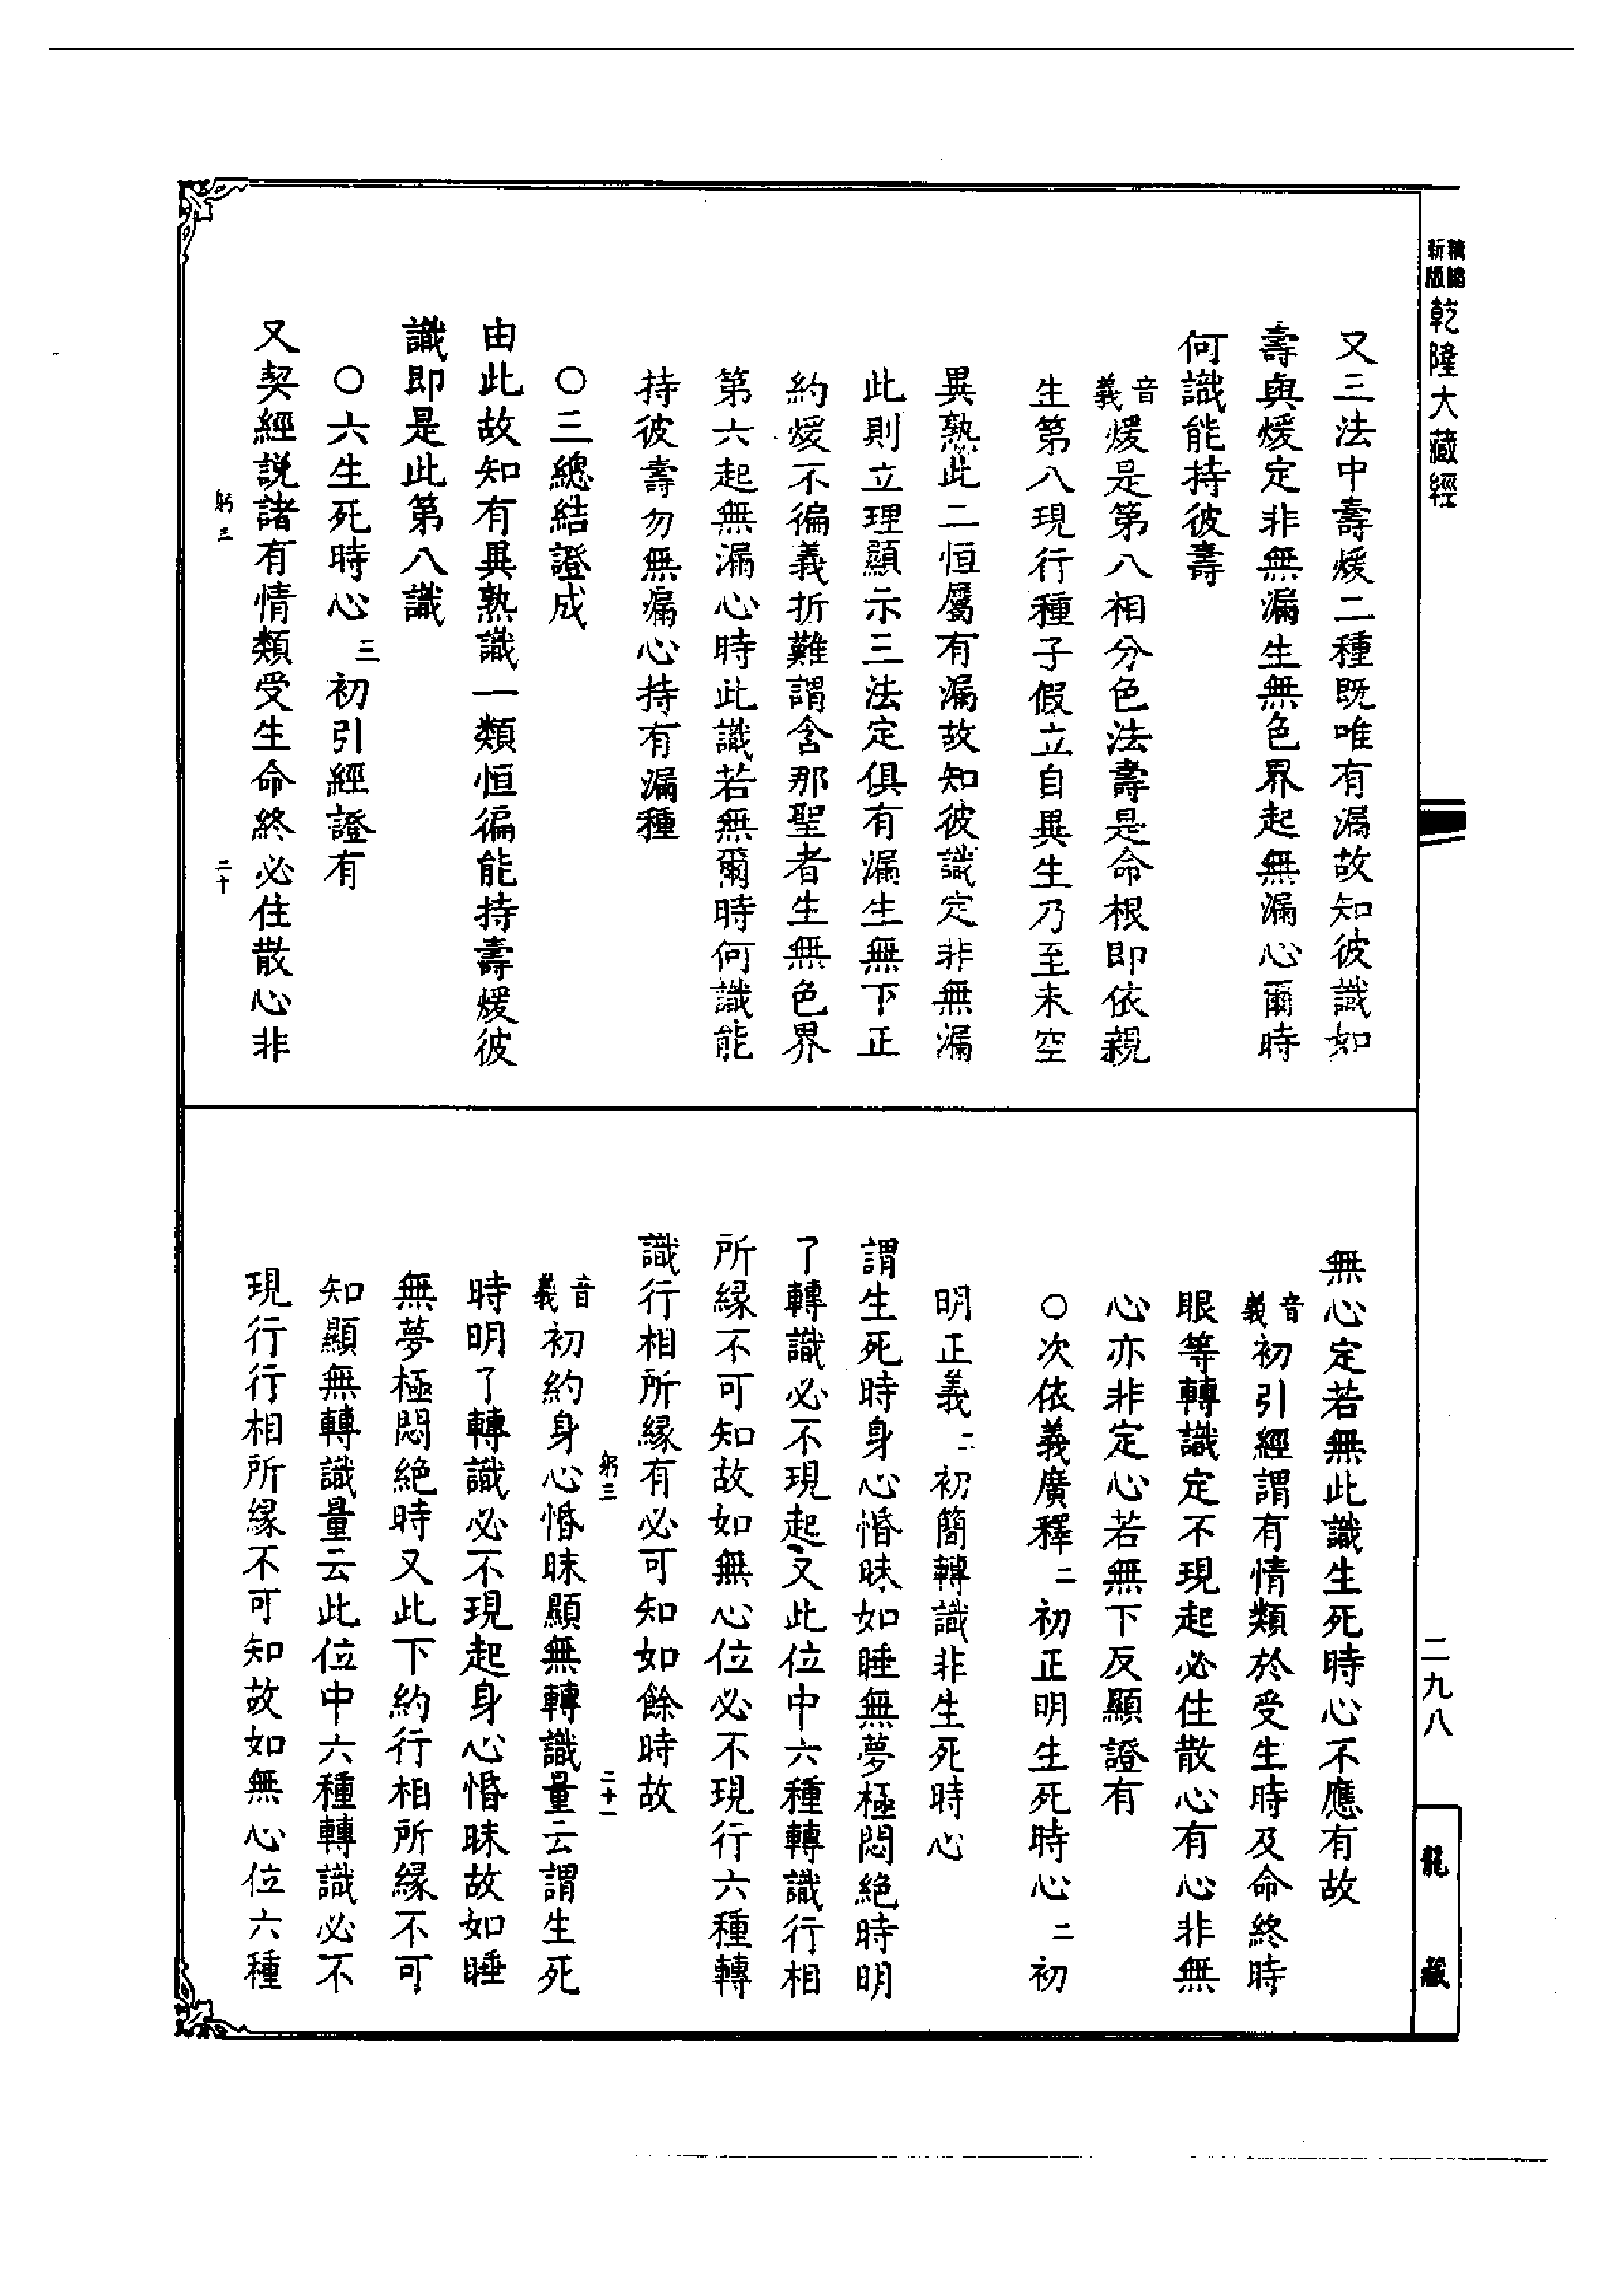 新版精縮乾隆大藏經
又三法中壽煖二種既唯有漏故知彼識如
壽與煖定非無漏生無色界起無漏心爾時
何識能持彼壽
音義煖是第八相分色法壽是命根即依親
生第八現行種子假立自異生乃至未空
異熟此二恒屬有漏故知彼識定非無漏
此則立理顯示三法定俱有漏生無下正
約煖不徧義折難謂含那聖者生無色界
第六起無漏心時此識若無爾時何識能
持彼壽勿無漏心持有漏種
○三總結證成
由此故知有異熟識一類恒徧能持壽煖彼
識即是此第八識
○六生死時心三初引經證有
又契經說諸有情類受生命終必住散心非
躬三 二十
無心定若無此識生死時心不應有故
音義初引經謂有情類於受生時及命終時
眼等轉識定不現起必住散心有心非無
心亦非定心若無下反顯證有
○次依義廣釋二初正明生死時心二初
明正義二初簡轉識非生死時心
謂生死時身心惛昧如睡無夢極悶絕時明
了轉識必不現起又此位中六種轉識行相
所緣不可知故如無心位必不現行六種轉
識行相所緣有必可知如餘時故
躬三 二十一
音義初約身心惛昧顯無轉識量云謂生死
時明了轉識必不現起身心惛昧故如睡
無夢極悶絕時又此下約行相所緣不可
知顯無轉識量云此位中六種轉識必不
現行行相所緣不可知故如無心位六種
二九八
龍藏